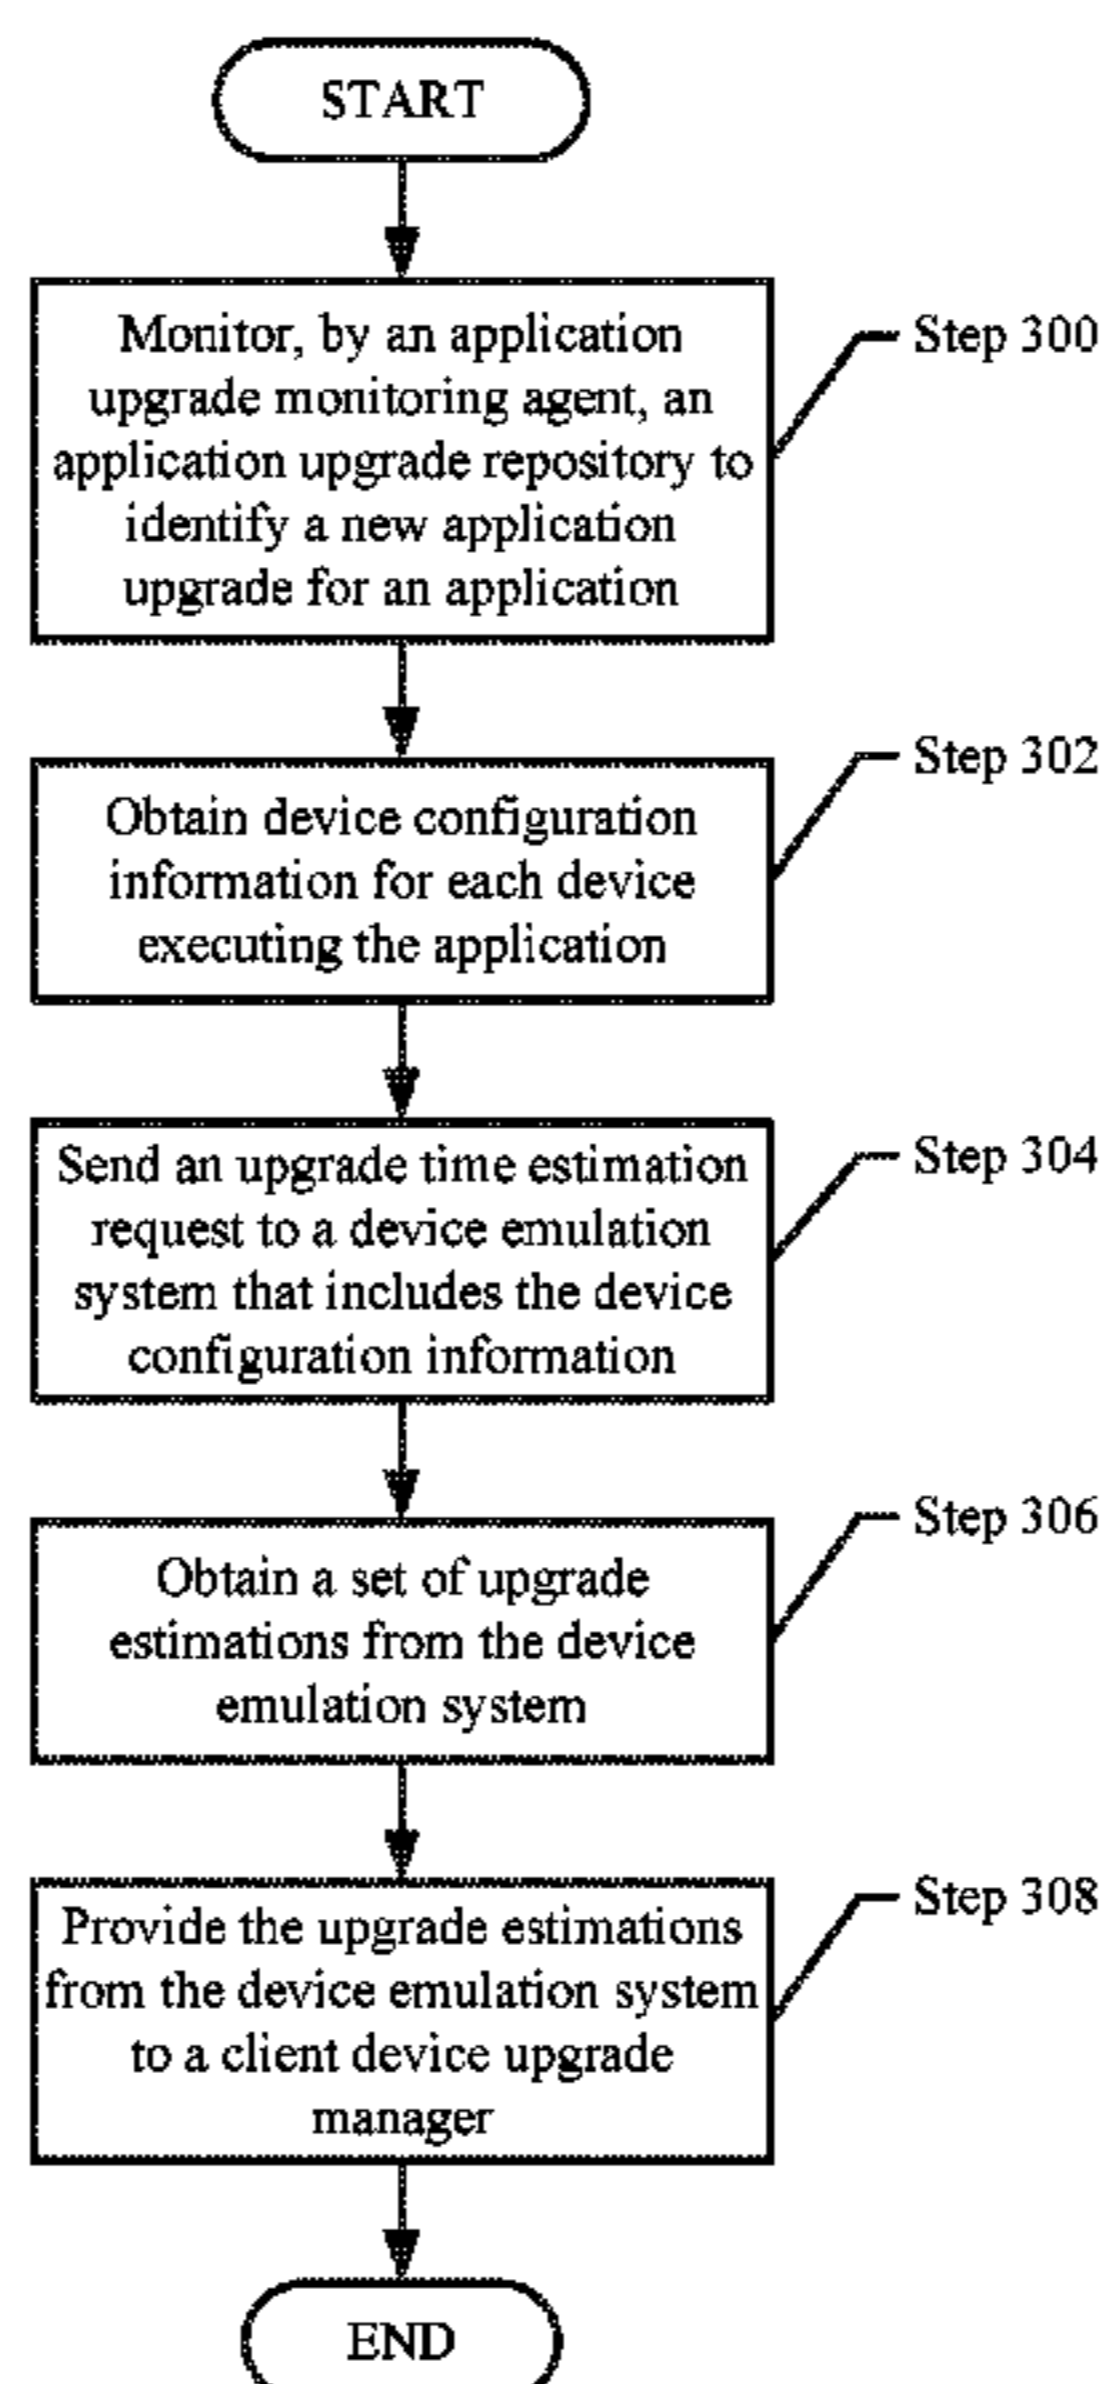 START
Monitor, by an application
upgrade monitoring agent, an
application upgrade repository to
identify a new application
upgrade for an application
Step 300
Obtain device configuration
information for each device
executing the application
Step 302
Send an upgrade time estimation
request to a device emulation
system that includes the device
configuration information
Step 304
Obtain a set of upgrade
estimations from the device
emulation system
Step 306
Provide the upgrade estimations
from the device emulation system
to a client device upgrade
manager
Step 308
END